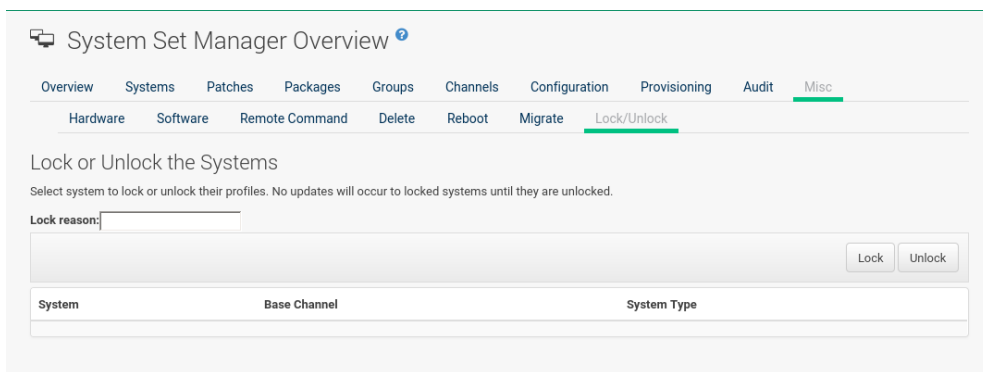 System Set Manager Overview ?
Overview Systems Patches Packages Groups Channels Configuration Provisioning Audit Misc
Hardware Software Remote Command Delete Reboot Migrate Lock/Unlock
Lock or Unlock the Systems
Select system to lock or unlock their profiles. No updates will occur to locked systems until they are unlocked.
Lock reason:
Lock Unlock
System Base Channel System Type